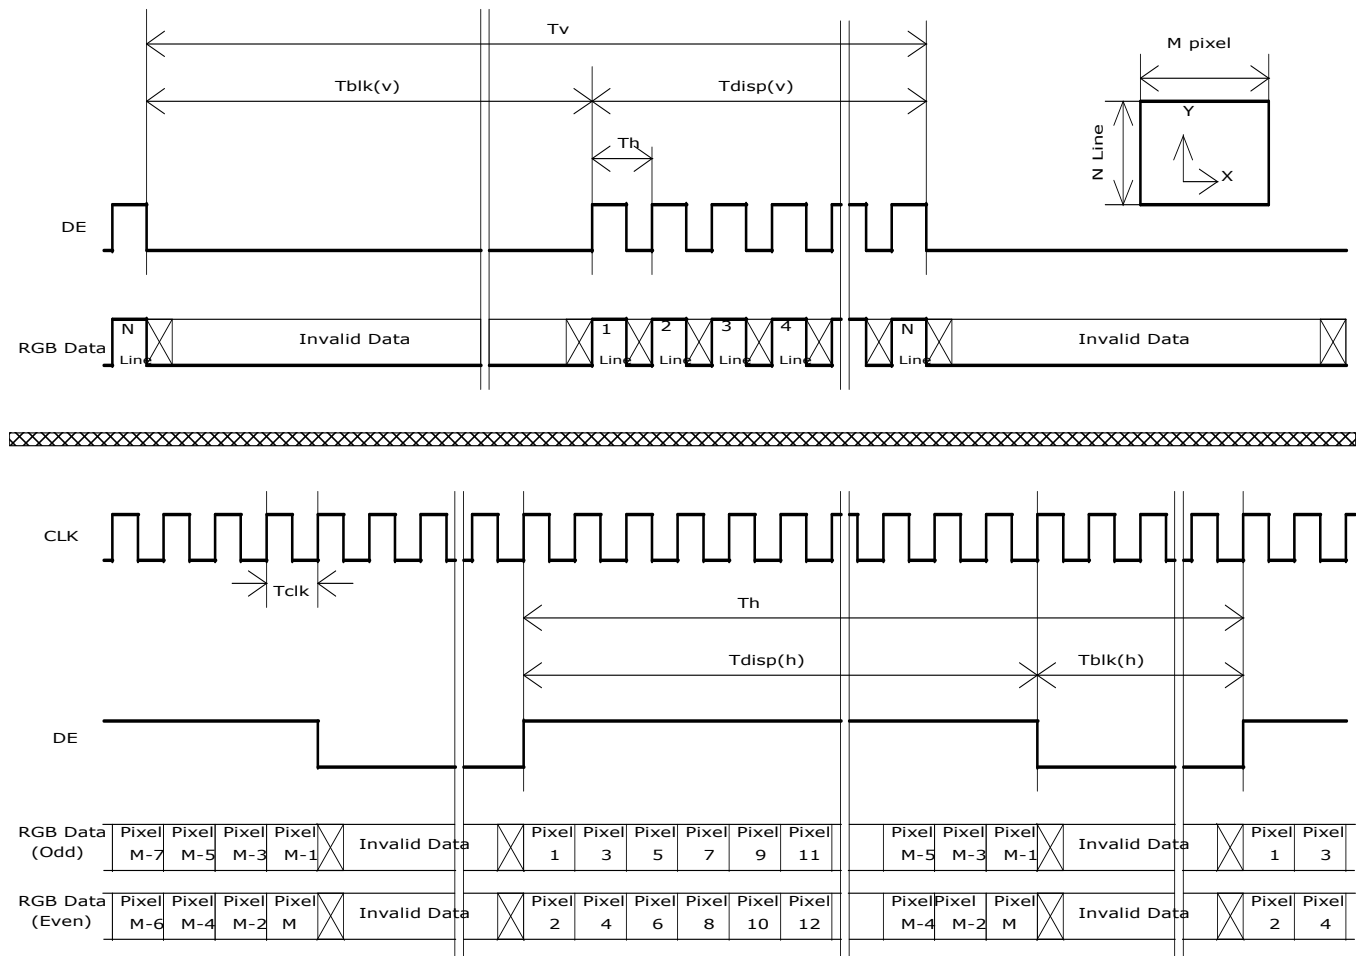 Tv
M pixel
Tblk(v)
Tdisp(v)
Y
N Line
Th
X
DE
N 1 2 3 4 N
RGB Data Invalid Data Invalid Data
Line Line Line Line Line Line
CLK
Tclk
Th
Tdisp(h) Tblk(h)
DE
RGB Data Pixel Pixel Pixel Pixel Pixel Pixel Pixel Pixel Pixel Pixel Pixel Pixel Pixel Pixel Pixel
(Odd) M-7 M-5 M-3 M-1 Invalid Data 1 3 5 7 9 11 M-5 M-3 M-1 Invalid Data 1 3
RGB Data Pixel Pixel Pixel Pixel Pixel Pixel Pixel Pixel Pixel Pixel Pixel Pixel Pixel Pixel Pixel
(Even) M-6 M-4 M-2 M Invalid Data 2 4 6 8 10 12 M-4 M-2 M Invalid Data 2 4